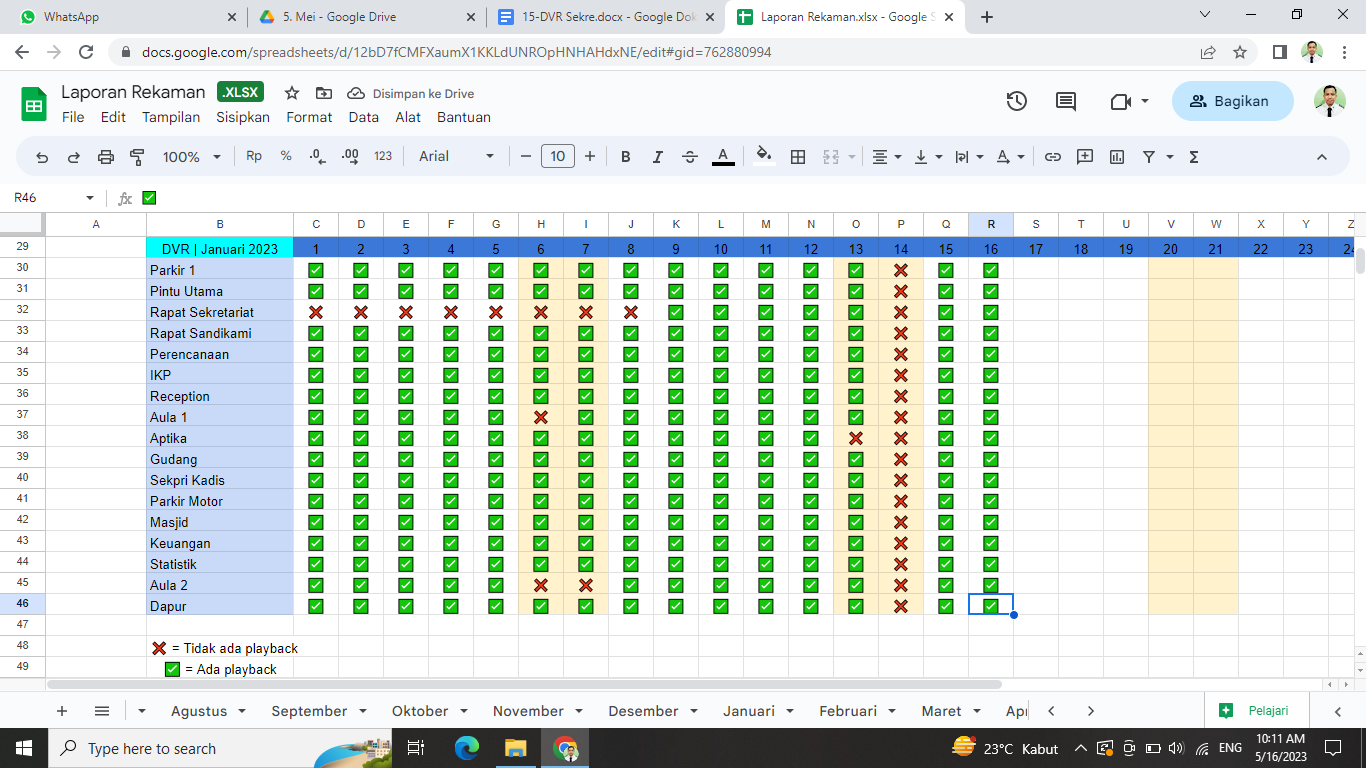 WhatsApp
5. Mei - Google Drive
15-DVR Sekre.docx - Google Dok
Laporan Rekaman.xlsx - Google S
docs.google.com/spreadsheets/d/12bD7fCMFXaumX1KKLdUNROpHNHAHdxNE/edit#gid=762880994
Laporan Rekaman .XLSX Disimpan ke Drive
File Edit Tampilan Sisipkan Format Data Alat Bantuan
Bagikan
100% Rp % .0 .00 123 Arial 10 B I S A
R46 fx ✅
A B C D E F G H I J K L M N O P Q R S T U V W X Y Z
29 DVR | Januari 2023 1 2 3 4 5 6 7 8 9 10 11 12 13 14 15 16 17 18 19 20 21 22 23 24
30 Parkir 1 ✅ ✅ ✅ ✅ ✅ ✅ ✅ ✅ ✅ ✅ ✅ ✅ ✅ ❌ ✅ ✅
31 Pintu Utama ✅ ✅ ✅ ✅ ✅ ✅ ✅ ✅ ✅ ✅ ✅ ✅ ✅ ❌ ✅ ✅
32 Rapat Sekretariat ❌ ❌ ❌ ❌ ❌ ❌ ❌ ❌ ✅ ✅ ✅ ✅ ✅ ❌ ✅ ✅
33 Rapat Sandikami ✅ ✅ ✅ ✅ ✅ ✅ ✅ ✅ ✅ ✅ ✅ ✅ ✅ ❌ ✅ ✅
34 Perencanaan ✅ ✅ ✅ ✅ ✅ ✅ ✅ ✅ ✅ ✅ ✅ ✅ ✅ ❌ ✅ ✅
35 IKP ✅ ✅ ✅ ✅ ✅ ✅ ✅ ✅ ✅ ✅ ✅ ✅ ✅ ❌ ✅ ✅
36 Reception ✅ ✅ ✅ ✅ ✅ ✅ ✅ ✅ ✅ ✅ ✅ ✅ ✅ ❌ ✅ ✅
37 Aula 1 ✅ ✅ ✅ ✅ ✅ ❌ ✅ ✅ ✅ ✅ ✅ ✅ ✅ ❌ ✅ ✅
38 Aptika ✅ ✅ ✅ ✅ ✅ ✅ ✅ ✅ ✅ ✅ ✅ ✅ ❌ ❌ ✅ ✅
39 Gudang ✅ ✅ ✅ ✅ ✅ ✅ ✅ ✅ ✅ ✅ ✅ ✅ ✅ ❌ ✅ ✅
40 Sekpri Kadis ✅ ✅ ✅ ✅ ✅ ✅ ✅ ✅ ✅ ✅ ✅ ✅ ✅ ❌ ✅ ✅
41 Parkir Motor ✅ ✅ ✅ ✅ ✅ ✅ ✅ ✅ ✅ ✅ ✅ ✅ ✅ ❌ ✅ ✅
42 Masjid ✅ ✅ ✅ ✅ ✅ ✅ ✅ ✅ ✅ ✅ ✅ ✅ ✅ ❌ ✅ ✅
43 Keuangan ✅ ✅ ✅ ✅ ✅ ✅ ✅ ✅ ✅ ✅ ✅ ✅ ✅ ❌ ✅ ✅
44 Statistik ✅ ✅ ✅ ✅ ✅ ✅ ✅ ✅ ✅ ✅ ✅ ✅ ✅ ❌ ✅ ✅
45 Aula 2 ✅ ✅ ✅ ✅ ✅ ❌ ❌ ✅ ✅ ✅ ✅ ✅ ✅ ❌ ✅ ✅
46 Dapur ✅ ✅ ✅ ✅ ✅ ✅ ✅ ✅ ✅ ✅ ✅ ✅ ✅ ❌ ✅ ✅
47
48 ❌ = Tidak ada playback
49 ✅ = Ada playback
Agustus September Oktober November Desember Januari Februari Maret Apr
Pelajari
Type here to search
23°C Kabut ENG 10:11 AM
5/16/2023